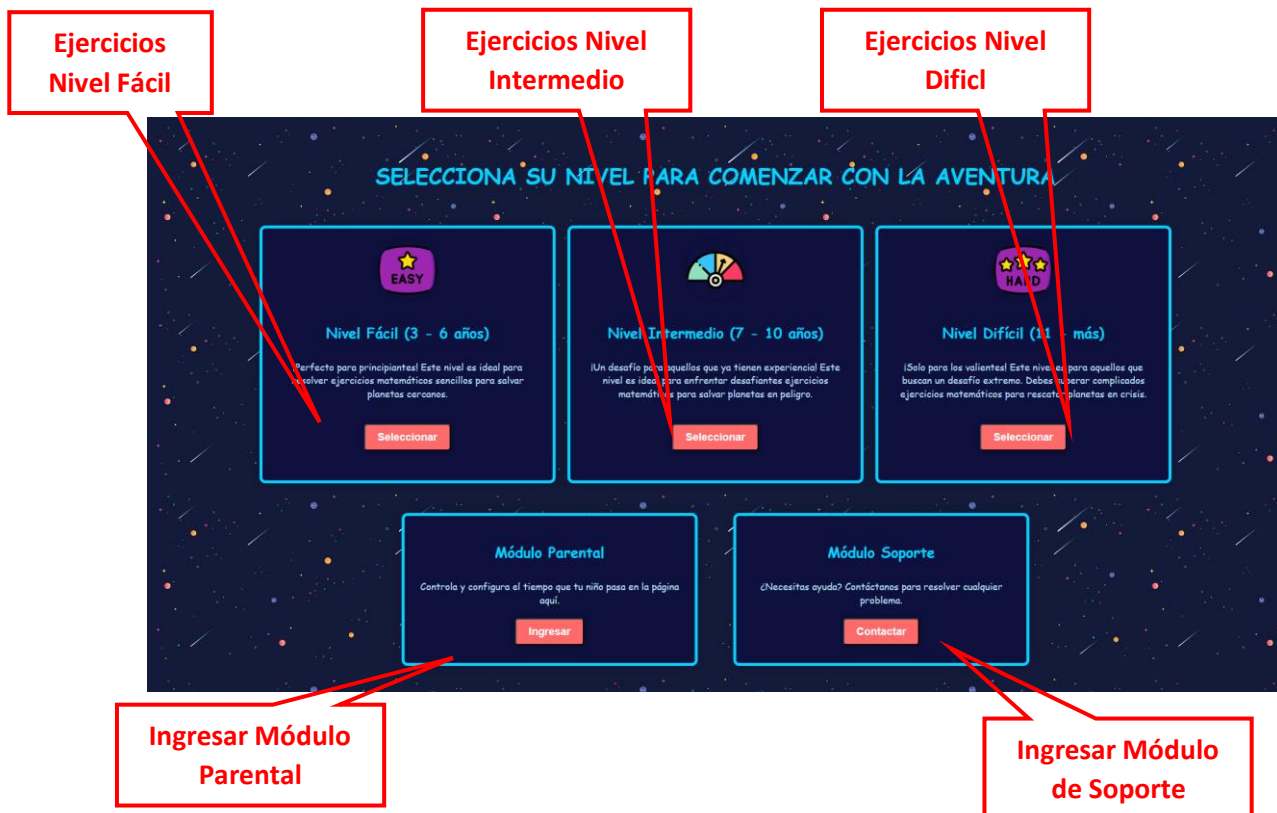 Ejercicios
Nivel Fácil
Ejercicios Nivel
Intermedio
Ejercicios Nivel
Dificl
SELECCIONA SU NIVEL PARA COMENZAR CON LA AVENTURA
EASY
Nivel Fácil (3 - 6 años)
¡Perfecto para principiantes! Este nivel es ideal para
resolver ejercicios matemáticos sencillos para salvar
planetas cercanos.
Seleccionar
Nivel Intermedio (7 - 10 años)
¡Un desafío para aquellos que ya tienen experiencia! Este
nivel es ideal para enfrentar desafiantes ejercicios
matemáticos para salvar planetas en peligro.
Seleccionar
HARD
Nivel Difícil (11 - más)
¡Solo para los valientes! Este nivel es para aquellos que
buscan un desafío extremo. Debes superar complicados
ejercicios matemáticos para rescatar planetas en crisis.
Seleccionar
Módulo Parental
Controla y configura el tiempo que tu niño pasa en la página
aquí.
Ingresar
Módulo Soporte
¿Necesitas ayuda? Contáctanos para resolver cualquier
problema.
Contactar
Ingresar Módulo
Parental
Ingresar Módulo
de Soporte